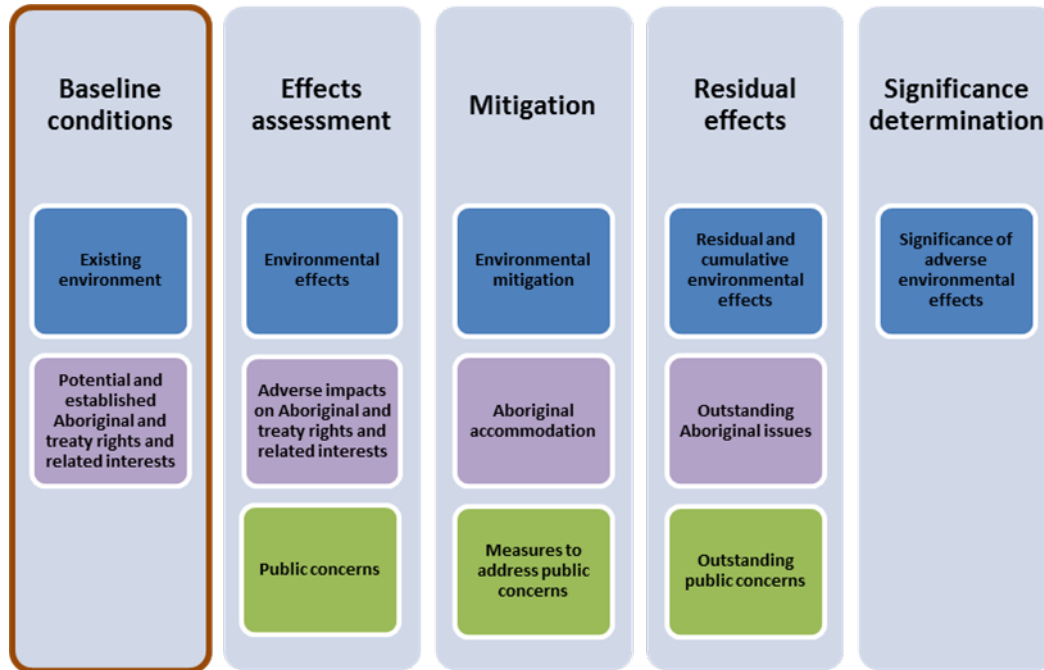 Baseline
conditions
Existing
environment
Potential and
established
Aboriginal and
treaty rights and
related interests
Effects
assessment
Environmental
effects
Adverse impacts
on Aboriginal and
treaty rights and
related interests
Public concerns
Mitigation
Environmental
mitigation
Aboriginal
accommodation
Measures to
address public
concerns
Residual
effects
Residual and
cumulative
environmental
effects
Outstanding
Aboriginal issues
Outstanding
public concerns
Significance
determination
Significance of
adverse
environmental
effects